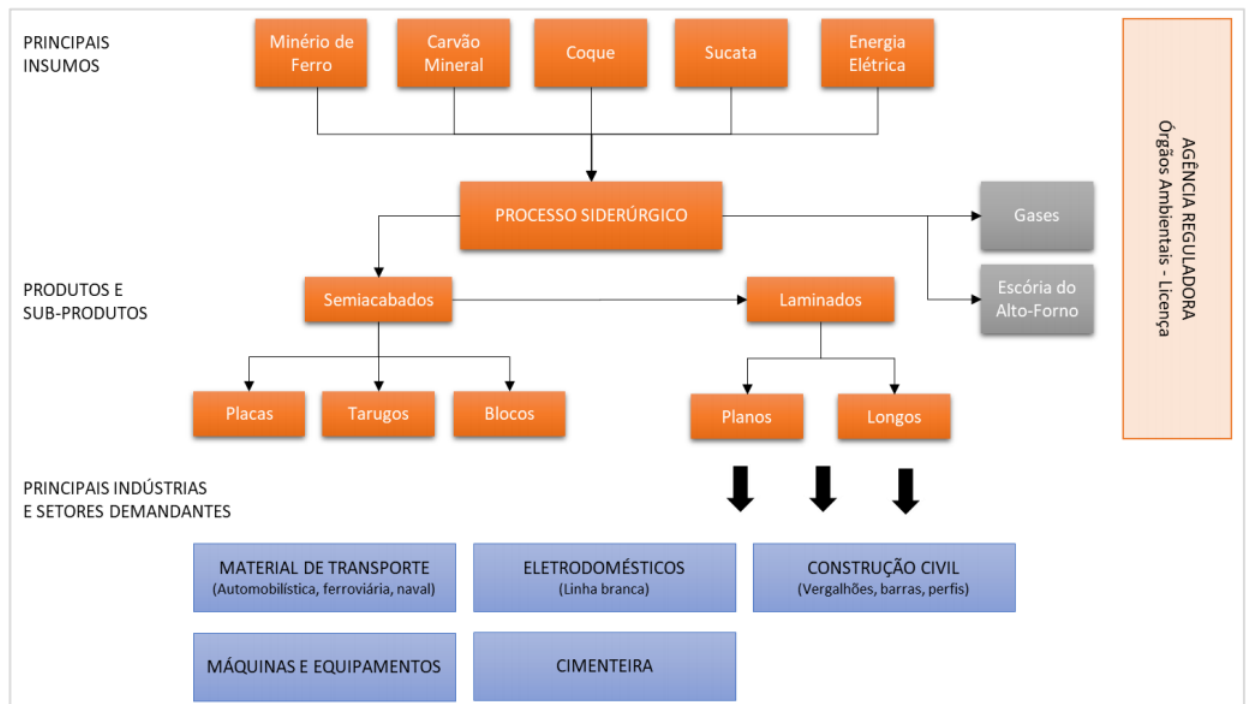 PRINCIPAIS
INSUMOS
Minério de
Ferro
Carvão
Mineral
Coque
Sucata
Energia
Elétrica
AGÊNCIA REGULADORA
Órgãos Ambientais - Licença
PROCESSO SIDERÚRGICO
Gases
PRODUTOS E
SUB-PRODUTOS
Semiacabados
Laminados
Escória do
Alto-Forno
Placas
Tarugos
Blocos
Planos
Longos
PRINCIPAIS INDÚSTRIAS
E SETORES DEMANDANTES
MATERIAL DE TRANSPORTE
(Automobilística, ferroviária, naval)
ELETRODOMÉSTICOS
(Linha branca)
CONSTRUÇÃO CIVIL
(Vergalhões, barras, perfis)
MÁQUINAS E EQUIPAMENTOS
CIMENTEIRA